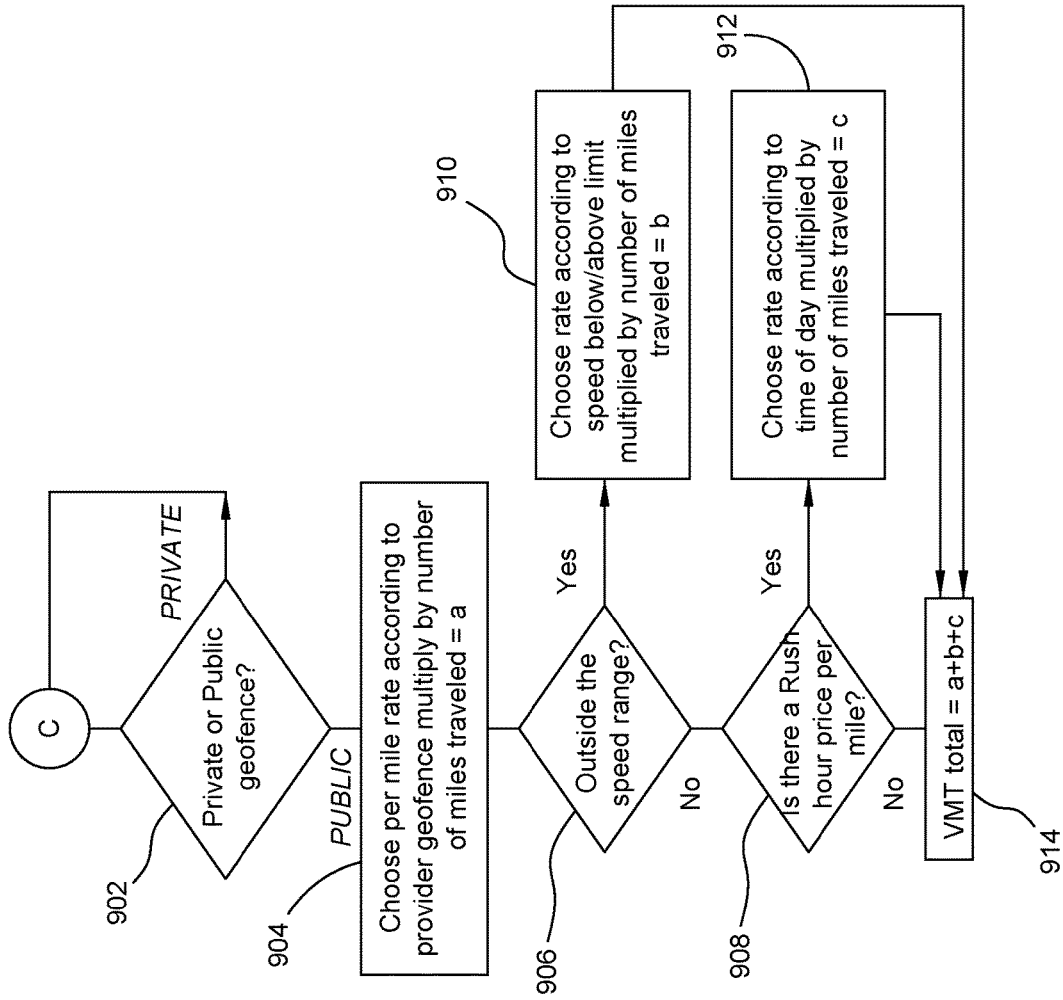 C
902
Private or Public
geofence?
PRIVATE
PUBLIC
904
Choose per mile rate according to
provider geofence multiply by number
of miles traveled = a
906
Outside the
speed range?
Yes
No
910
Choose rate according to
speed below/above limit
multiplied by number of miles
traveled = b
908
Is there a Rush
hour price per
mile?
Yes
No
912
Choose rate according to
time of day multiplied by
number of miles traveled = c
VMT total = a+b+c
914